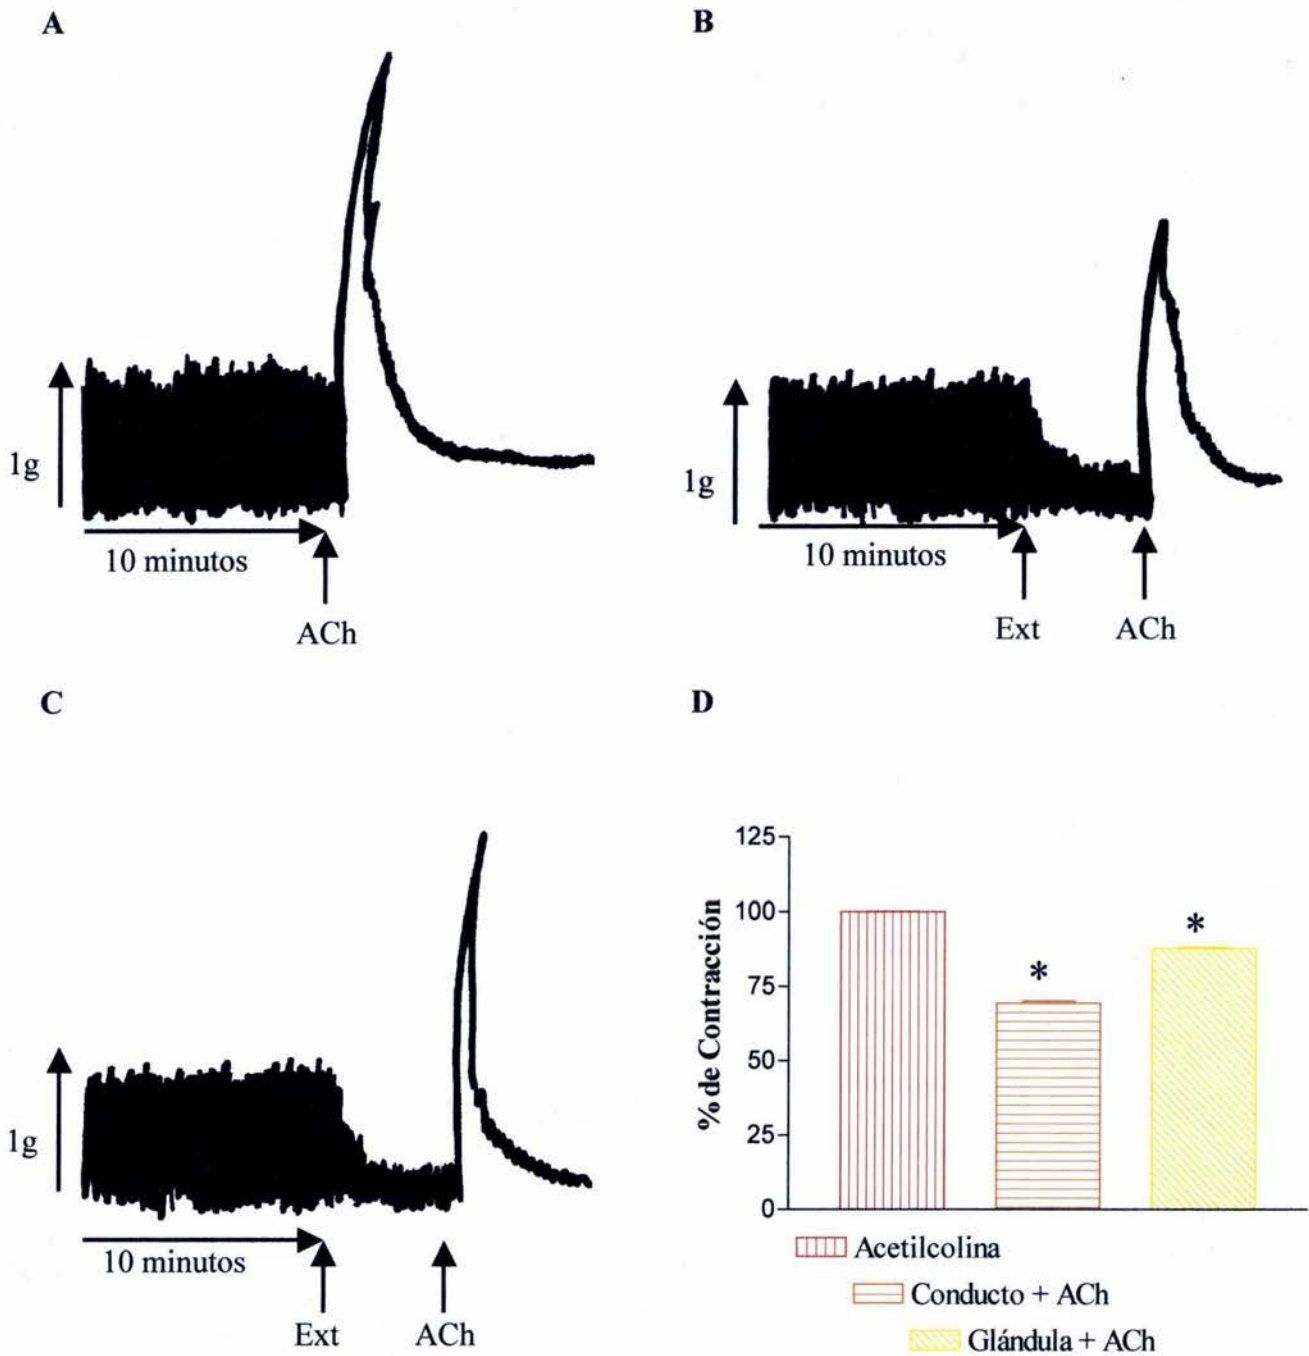 A
1g
10 minutos
ACh
B
1g
10 minutos
Ext ACh
C
1g
10 minutos
Ext ACh
D
125
100
75
50
25
0
% de Contracción
*
*
Acetilcolina
Conducto + ACh
Glándula + ACh